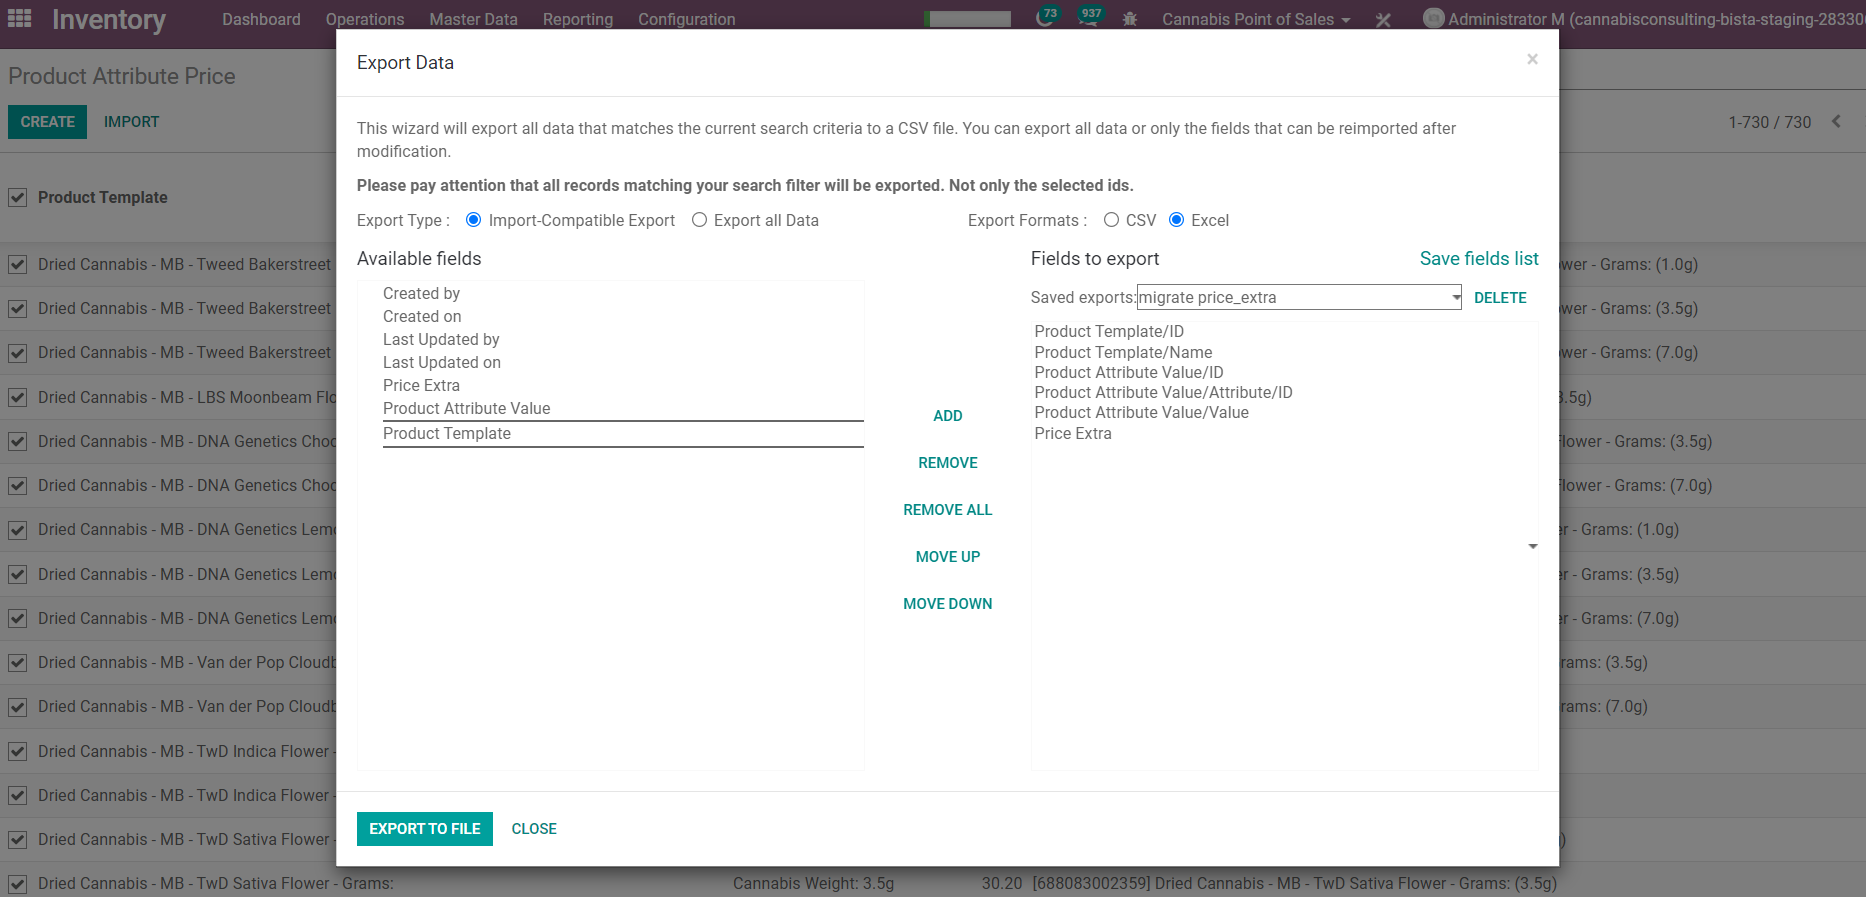 Inventory Dashboard Operations Master Data Reporting Configuration 73 937 Cannabis Point of Sales Administrator M (cannabisconsulting-bista-staging-28330
Product Attribute Price
CREATE IMPORT
1-730 / 730
Product Template
Dried Cannabis - MB - Tweed Bakerstreet
Dried Cannabis - MB - Tweed Bakerstreet
Dried Cannabis - MB - Tweed Bakerstreet
Dried Cannabis - MB - LBS Moonbeam Flo
Dried Cannabis - MB - DNA Genetics Choc
Dried Cannabis - MB - DNA Genetics Choc
Dried Cannabis - MB - DNA Genetics Lem
Dried Cannabis - MB - DNA Genetics Lem
Dried Cannabis - MB - DNA Genetics Lem
Dried Cannabis - MB - Van der Pop Cloudb
Dried Cannabis - MB - Van der Pop Cloudb
Dried Cannabis - MB - TwD Indica Flower -
Dried Cannabis - MB - TwD Indica Flower -
Dried Cannabis - MB - TwD Sativa Flower -
Dried Cannabis - MB - TwD Sativa Flower - Grams: Cannabis Weight: 3.5g 30.20 [688083002359] Dried Cannabis - MB - TwD Sativa Flower - Grams: (3.5g)
Export Data ×
This wizard will export all data that matches the current search criteria to a CSV file. You can export all data or only the fields that can be reimported after
modification.
Please pay attention that all records matching your search filter will be exported. Not only the selected ids.
Export Type : Import-Compatible Export Export all Data Export Formats : CSV Excel
Available fields
Created by
Created on
Last Updated by
Last Updated on
Price Extra
Product Attribute Value
Product Template
ADD
REMOVE
REMOVE ALL
MOVE UP
MOVE DOWN
Fields to export Save fields list
Saved exports: migrate price_extra DELETE
Product Template/ID
Product Template/Name
Product Attribute Value/ID
Product Attribute Value/Attribute/ID
Product Attribute Value/Value
Price Extra
EXPORT TO FILE CLOSE
wer - Grams: (1.0g)
wer - Grams: (3.5g)
wer - Grams: (7.0g)
3.5g)
lower - Grams: (3.5g)
lower - Grams: (7.0g)
er - Grams: (1.0g)
er - Grams: (3.5g)
er - Grams: (7.0g)
rams: (3.5g)
rams: (7.0g)
)